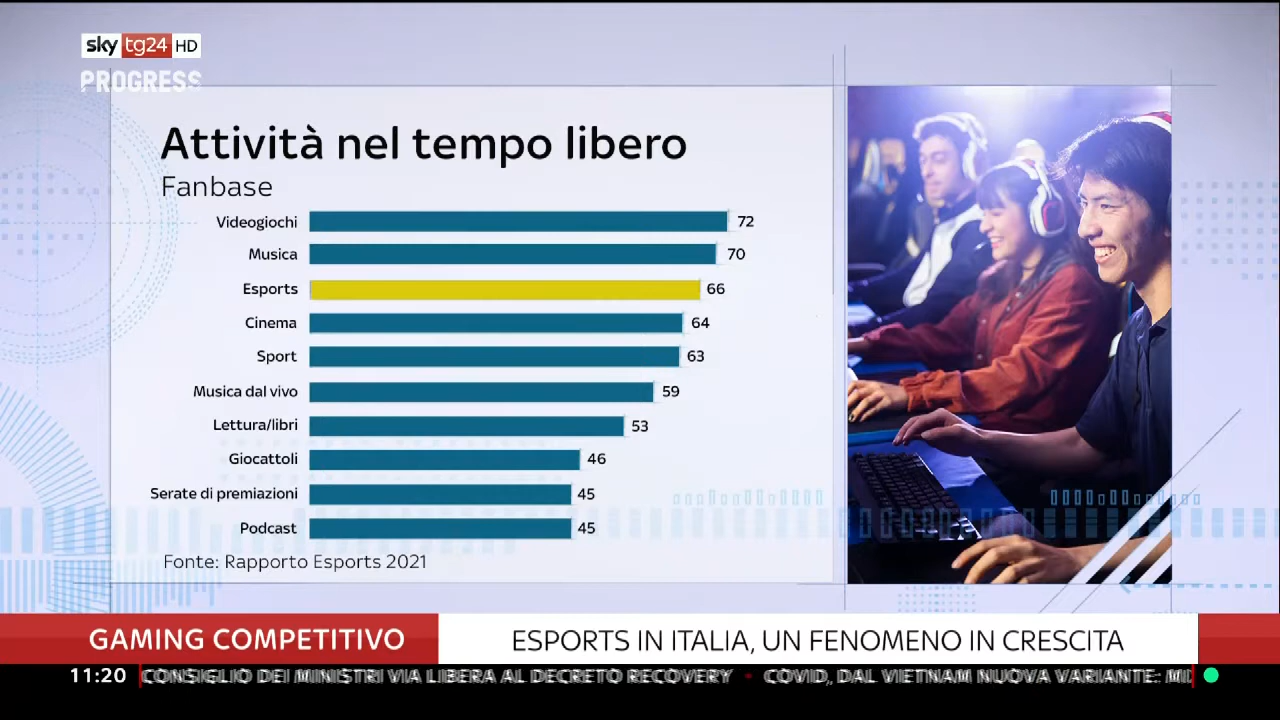 sky tg24 HD
PROGRESS
Attività nel tempo libero
Fanbase
Videogiochi 72
Musica 70
Esports 66
Cinema 64
Sport 63
Musica dal vivo 59
Lettura/libri 53
Giocattoli 46
Serate di premiazioni 45
Podcast 45
Fonte: Rapporto Esports 2021
GAMING COMPETITIVO
ESPORTS IN ITALIA, UN FENOMENO IN CRESCITA
11:20 CONSIGLIO DEI MINISTRI VIA LIBERA AL DECRETO RECOVERY • COVID, DAL VIETNAM NUOVA VARIANTE: